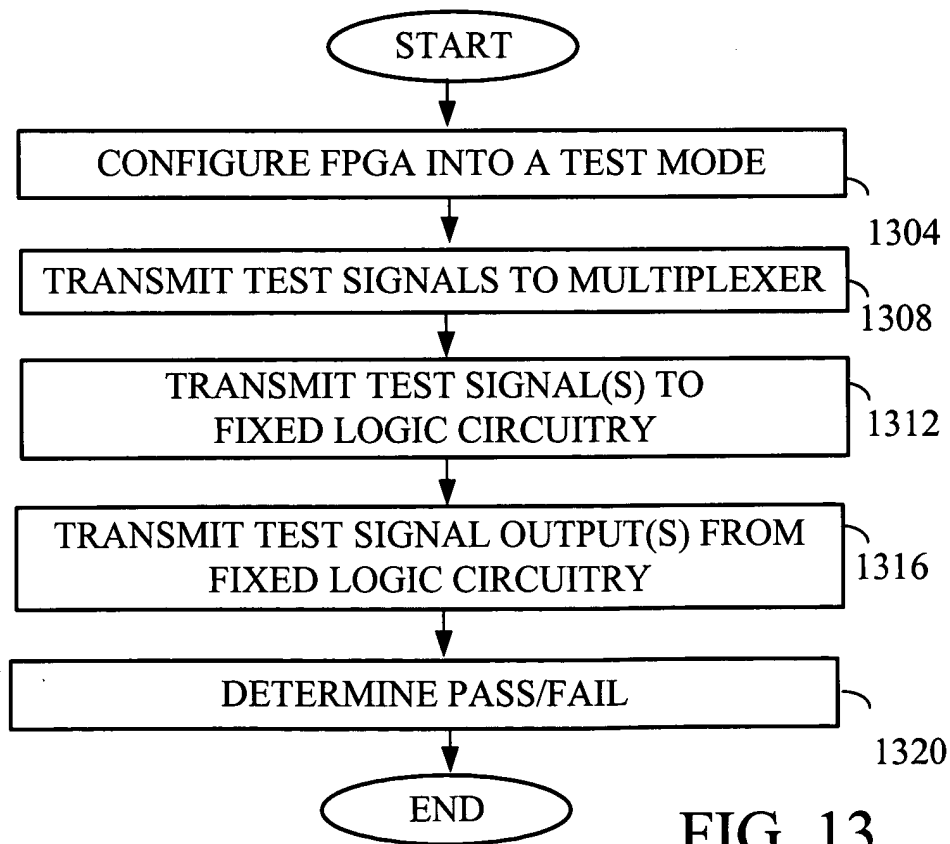 START
CONFIGURE FPGA INTO A TEST MODE
1304
TRANSMIT TEST SIGNALS TO MULTIPLEXER
1308
TRANSMIT TEST SIGNAL(S) TO
FIXED LOGIC CIRCUITRY
1312
TRANSMIT TEST SIGNAL OUTPUT(S) FROM
FIXED LOGIC CIRCUITRY
1316
DETERMINE PASS/FAIL
1320
END
FIG. 13